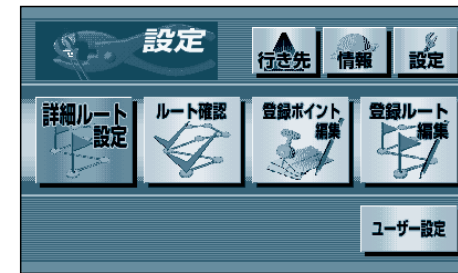 設定
行き先
情報
設定
詳細ルート
設定
ルート確認
登録ポイント
編集
登録ルート
編集
ユーザー設定